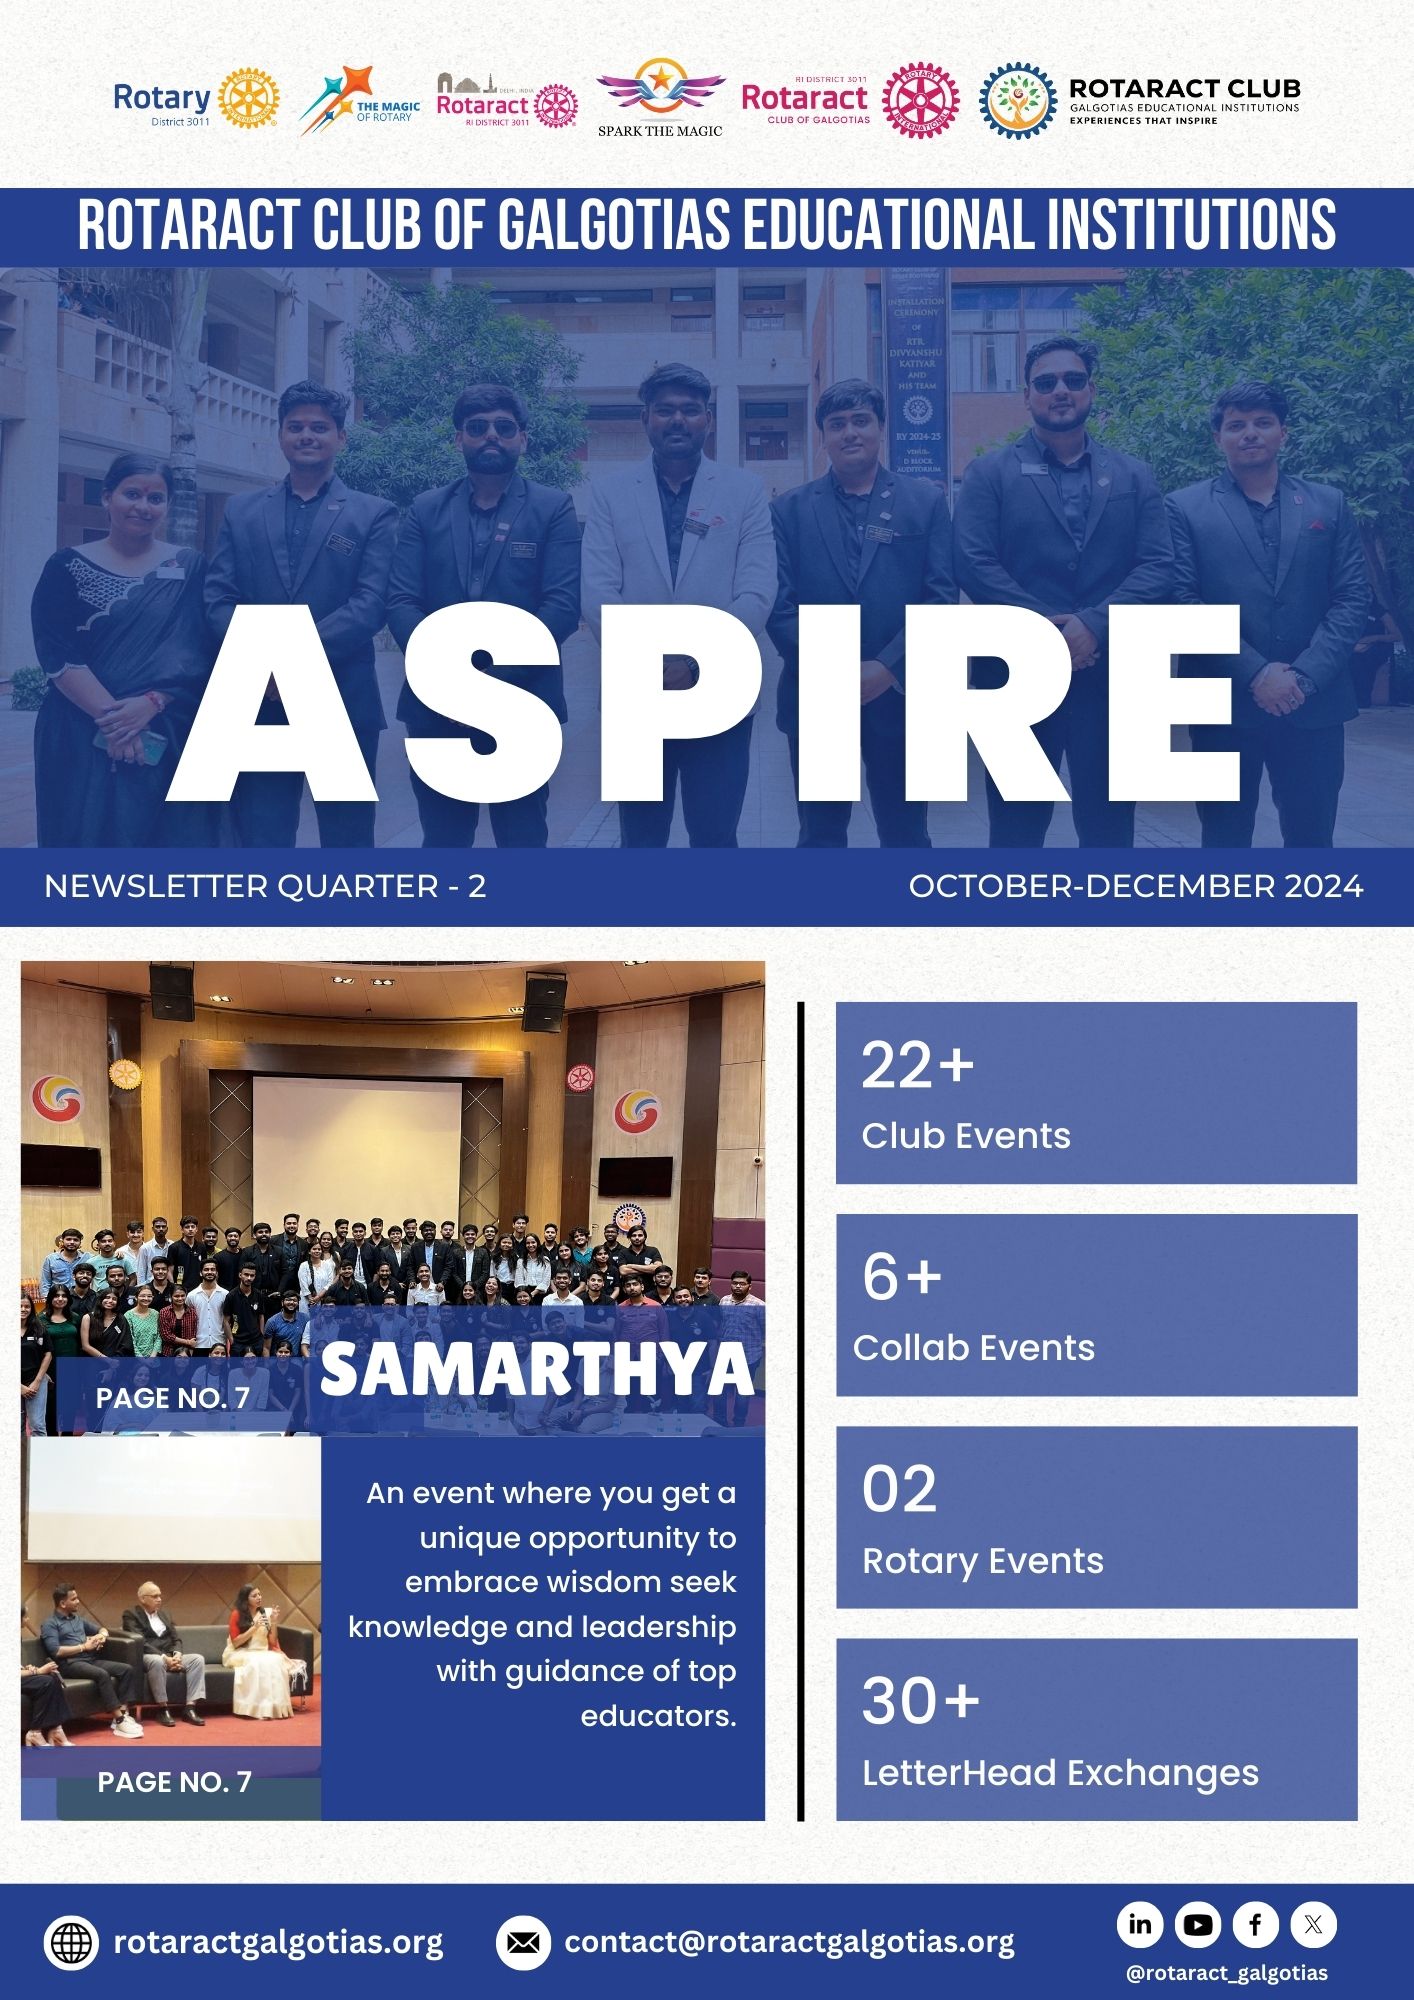 Rotary
District 3011
THE MAGIC
OF ROTARY
DELHI, INDIA
Rotaract
RI DISTRICT 3011
SPARK THE MAGIC
RI DISTRICT 3011
Rotaract
CLUB OF GALGOTIAS
ROTARACT CLUB
GALGOTIAS EDUCATIONAL INSTITUTIONS
EXPERIENCES THAT INSPIRE
ROTARACT CLUB OF GALGOTIAS EDUCATIONAL INSTITUTIONS
INSTALLATION
CEREMONY
OF
RTR.
DIVYANSHU
KATIYAR
AND
HIS TEAM
RY 2024-25
VENUE-
D BLOCK
AUDITORIUM
ASPIRE
NEWSLETTER QUARTER - 2
OCTOBER-DECEMBER 2024
SAMARTHYA
PAGE NO. 7
An event where you get a
unique opportunity to
embrace wisdom seek
knowledge and leadership
with guidance of top
educators.
PAGE NO. 7
22+
Club Events
6+
Collab Events
02
Rotary Events
30+
LetterHead Exchanges
rotaractgalgotias.org
contact@rotaractgalgotias.org
@rotaract_galgotias